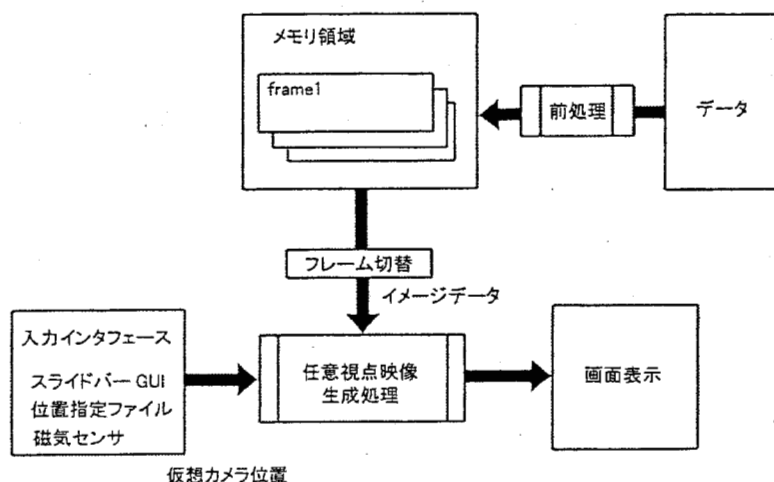 メモリ領域
frame1
前処理
データ
フレーム切替
イメージデータ
入力インタフェース
スライドバー GUI
位置指定ファイル
磁気センサ
任意視点映像
生成処理
画面表示
仮想カメラ位置